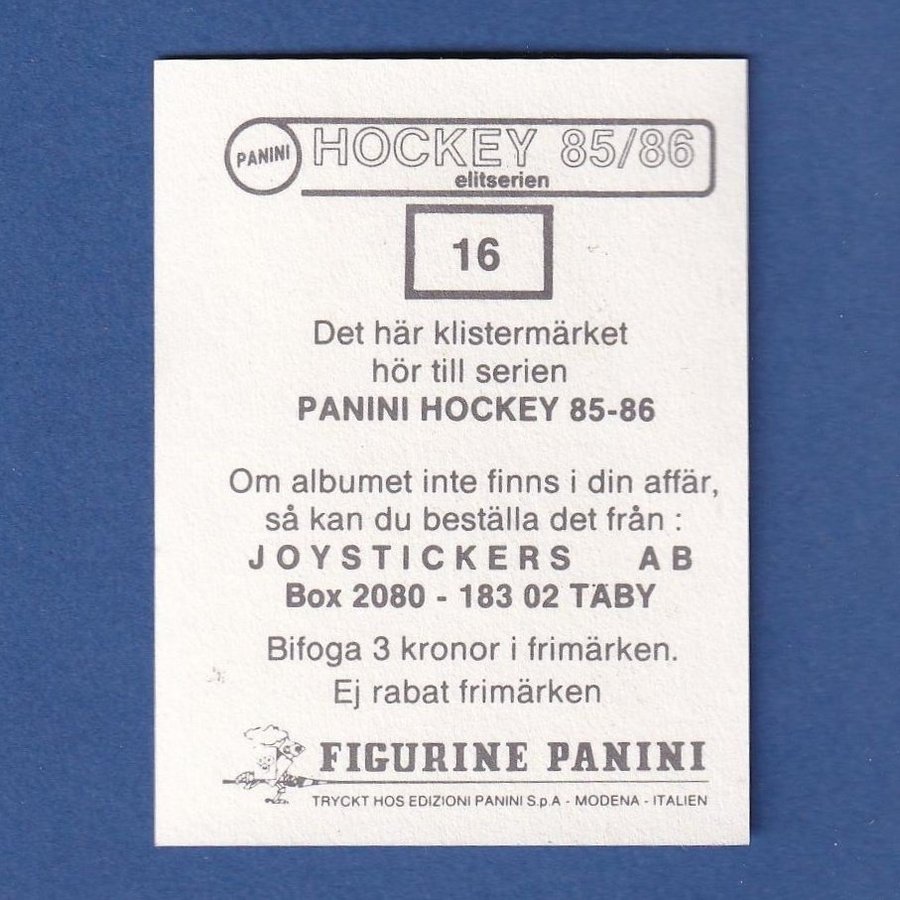 PANINI HOCKEY 85/86
elitserien
16
Det här klistermärket
hör till serien
PANINI HOCKEY 85-86
Om albumet inte finns i din affär,
så kan du beställa det från :
JOYSTICKERS AB
Box 2080 - 183 02 TÄBY
Bifoga 3 kronor i frimärken.
Ej rabat frimärken
FIGURINE PANINI
TRYCKT HOS EDIZIONI PANINI S.p.A - MODENA - ITALIEN